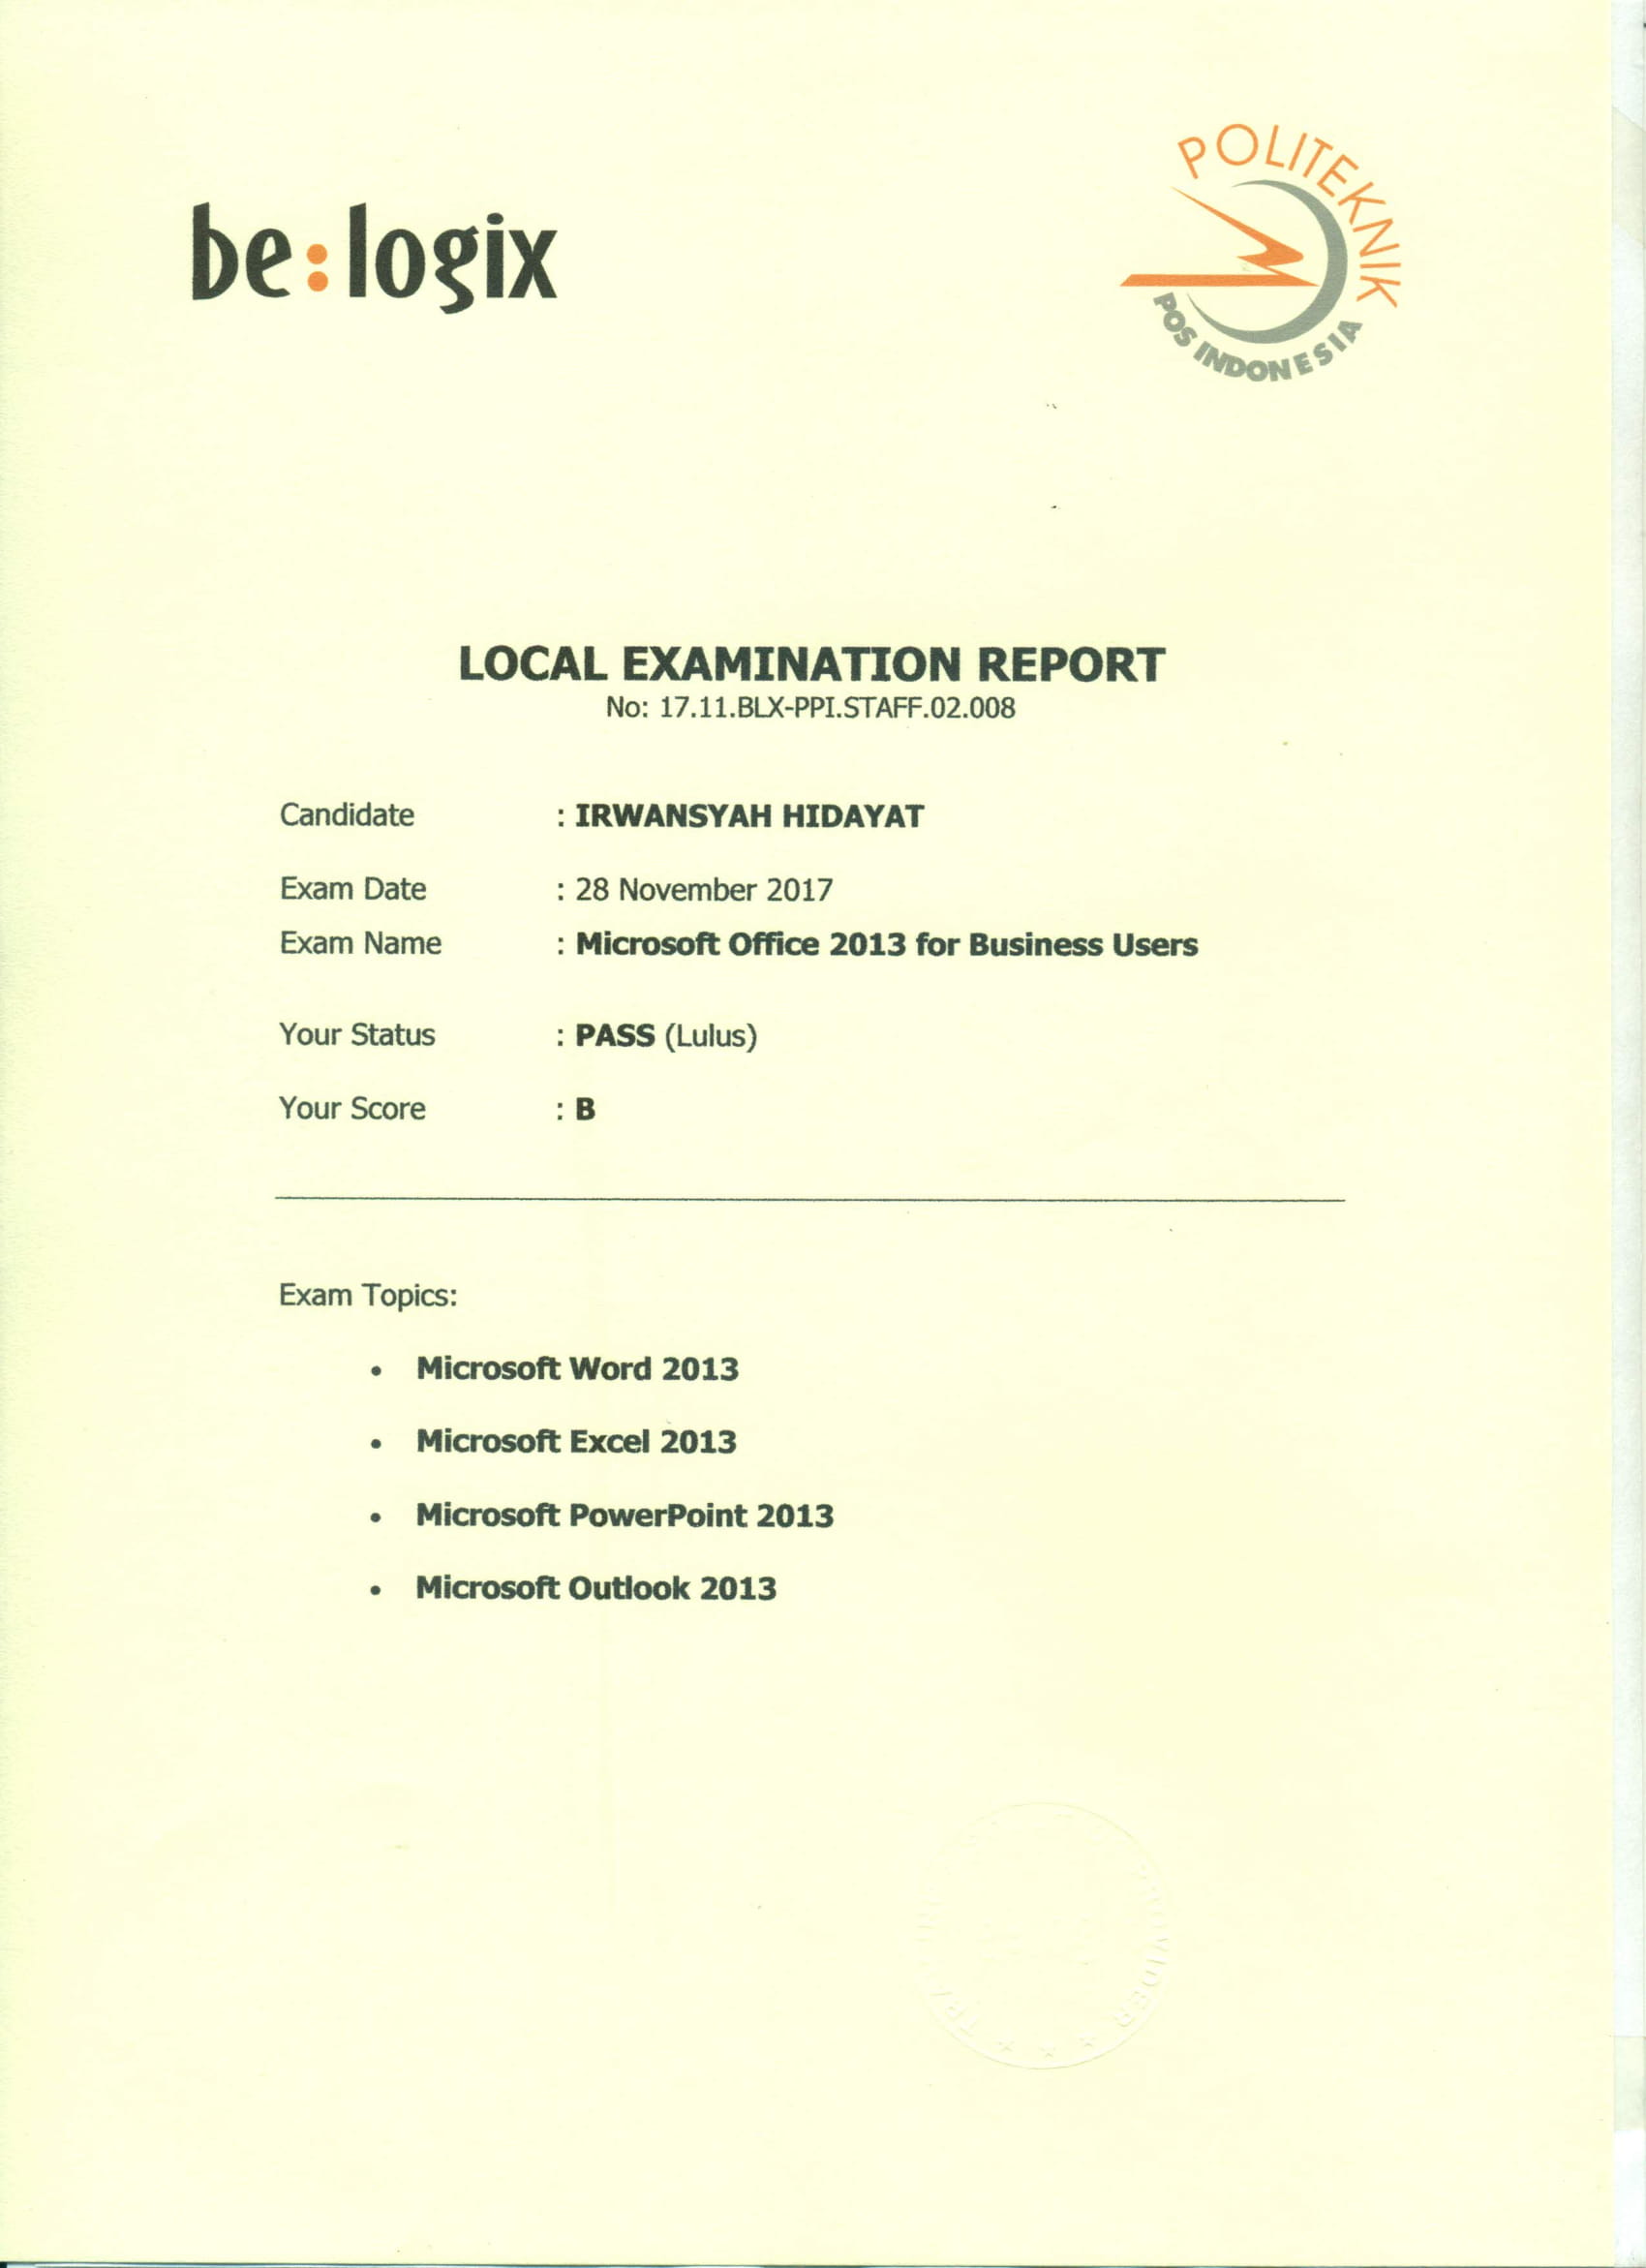 be:logix
POLITEKNIK
POS INDONESIA
LOCAL EXAMINATION REPORT
No: 17.11.BLX-PPI.STAFF.02.008
Candidate : IRWANSYAH HIDAYAT
Exam Date : 28 November 2017
Exam Name : Microsoft Office 2013 for Business Users
Your Status : PASS (Lulus)
Your Score : B
Exam Topics:
• Microsoft Word 2013
• Microsoft Excel 2013
• Microsoft PowerPoint 2013
• Microsoft Outlook 2013